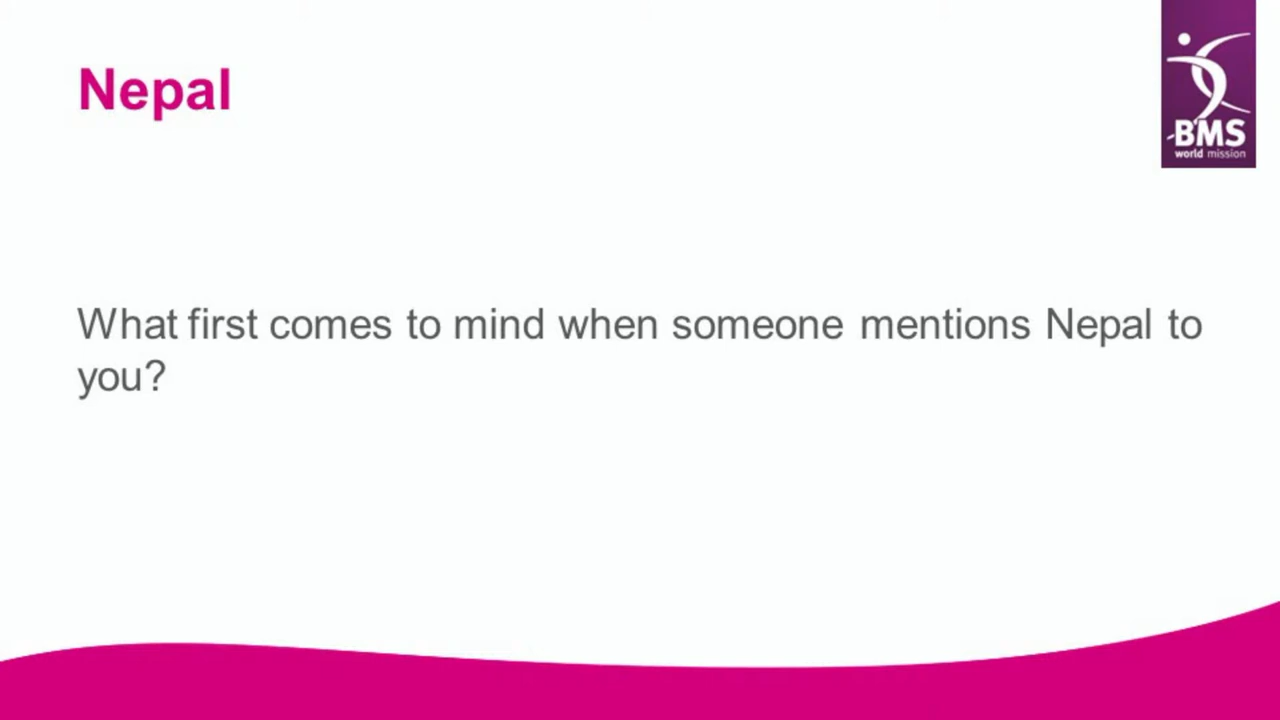 Nepal
BMS
world mission
What first comes to mind when someone mentions Nepal to
you?